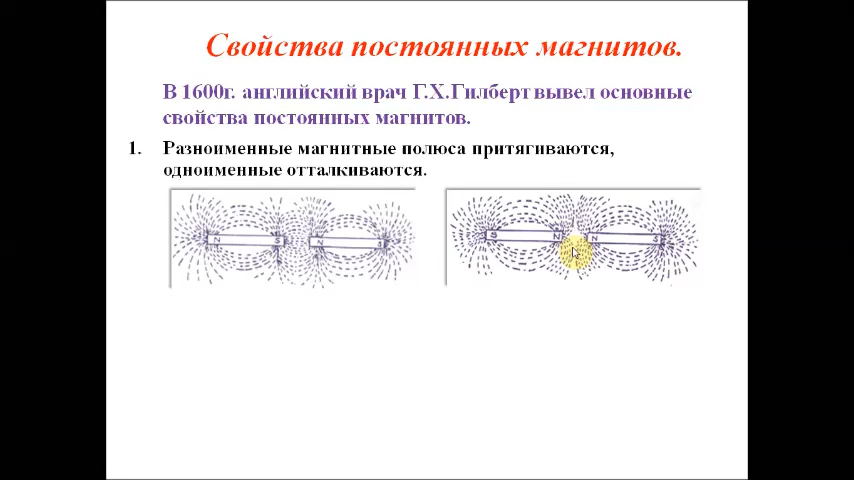 Свойства постоянных магнитов.
В 1600г. английский врач Г.Х.Гилберт вывел основные
свойства постоянных магнитов.
1. Разноименные магнитные полюса притягиваются,
одноименные отталкиваются.
N S N S
S N N S